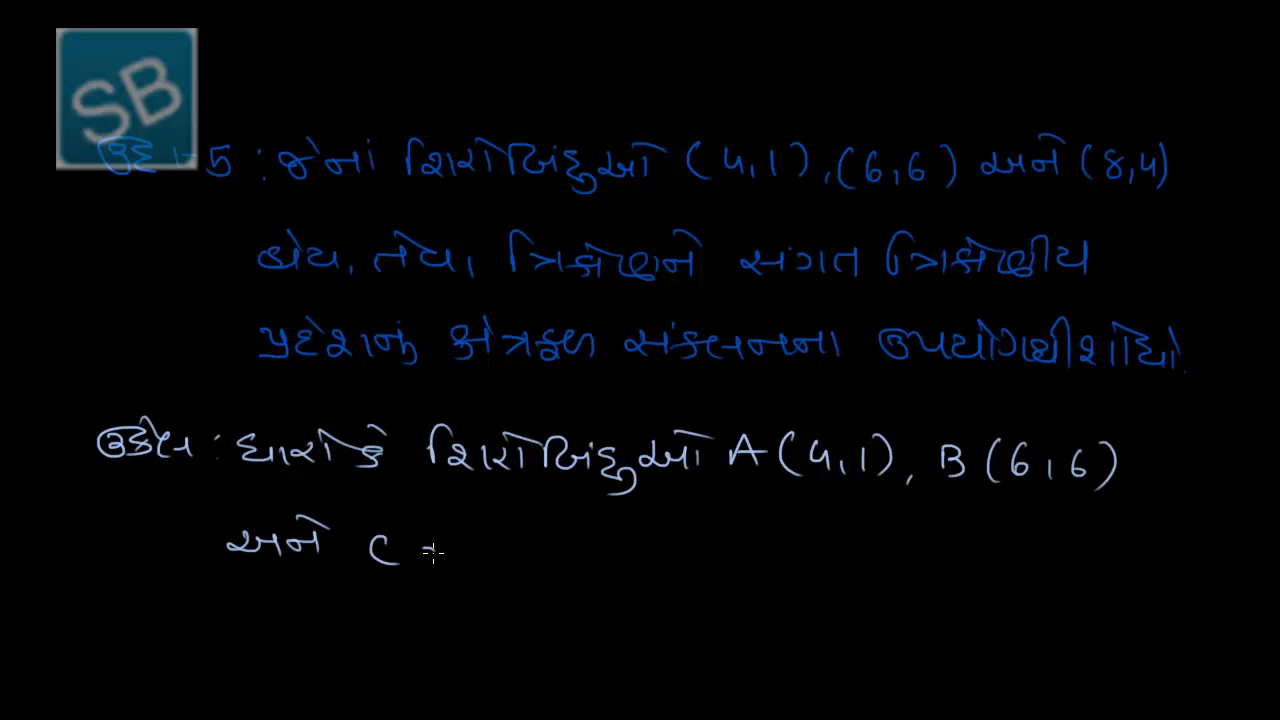 SB
ઉદા-5 : જેનાં શિરોબિંદુઓ (4,1), (6,6) અને (8,4)
હોય, તેવા ત્રિકોણને સંગત ત્રિકોણીય
પ્રદેશનું ક્ષેત્રફળ સંકલનના ઉપયોગથી શોધો.
ઉકેલ : ધારો કે શિરોબિંદુઓ A (4,1), B (6,6)
અને C